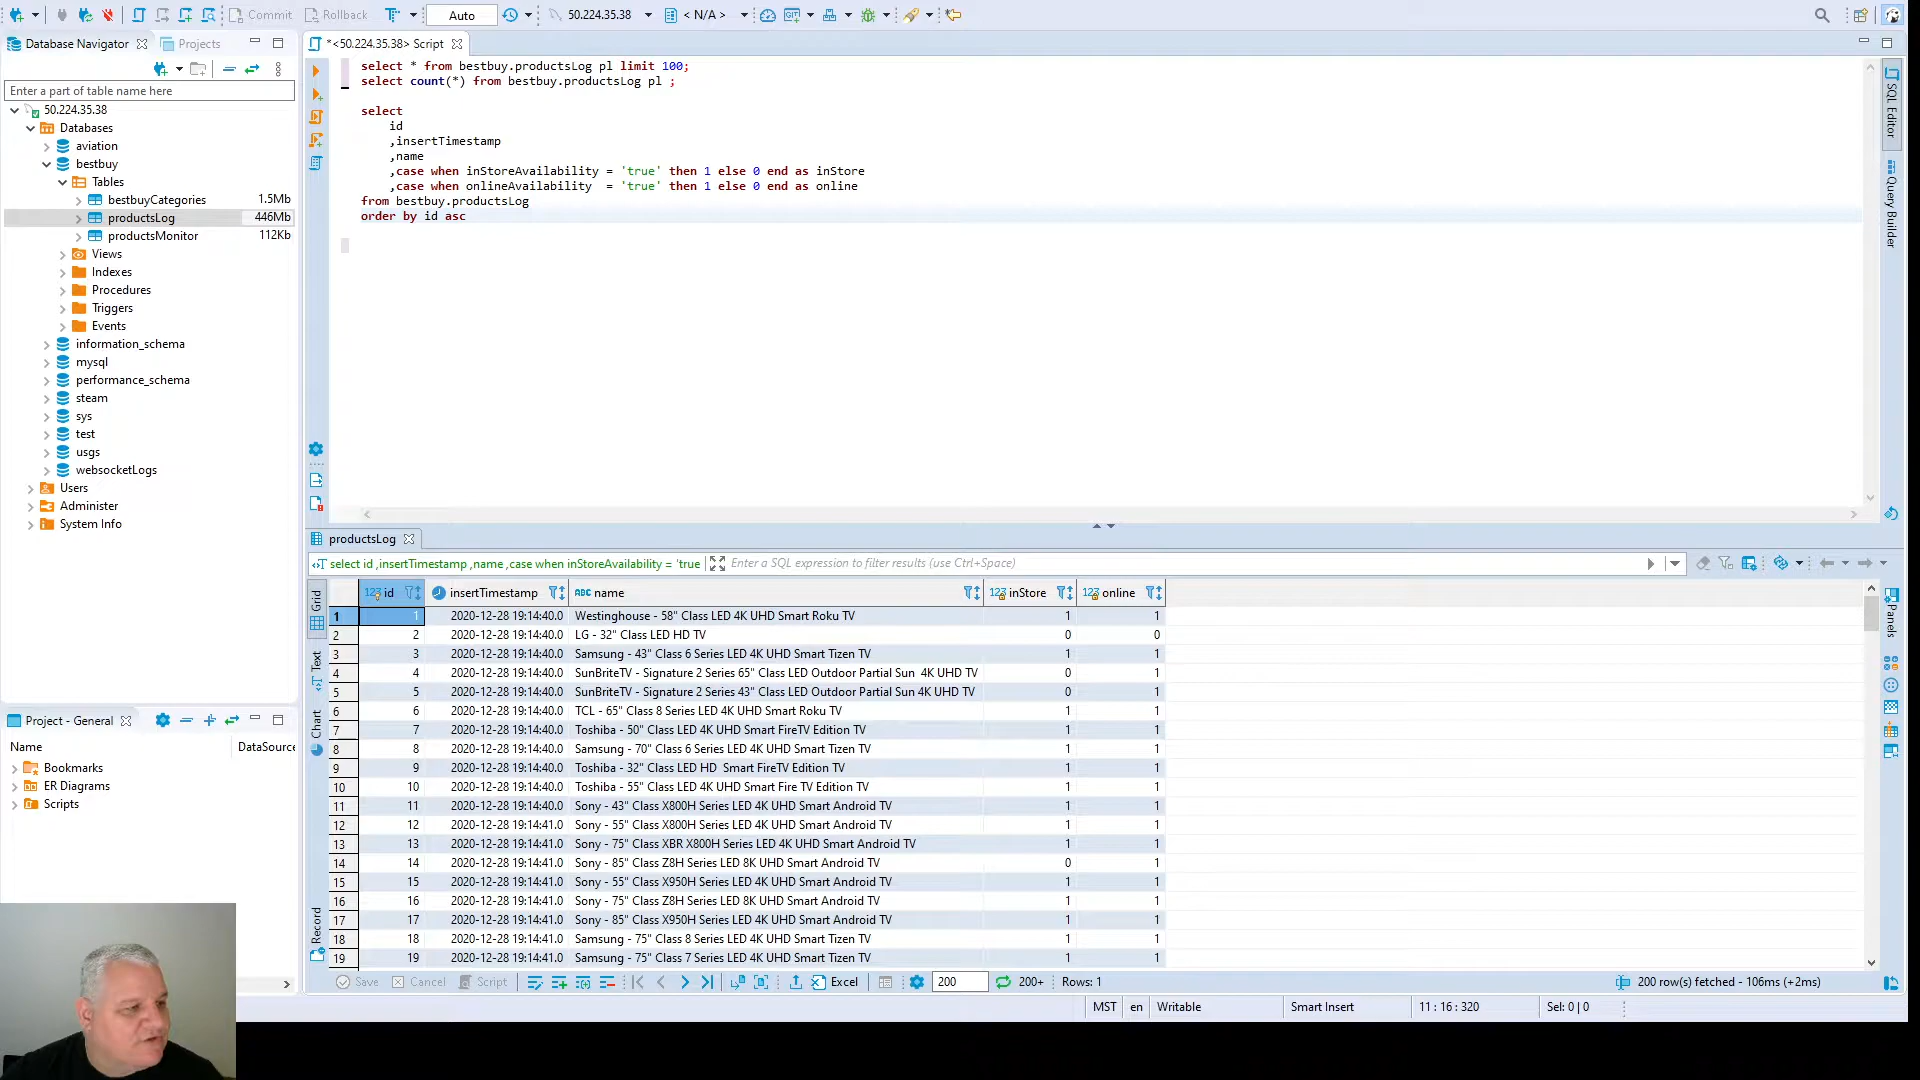 Commit
Rollback
Auto
50.224.35.38
< N/A >
Database Navigator
Projects
*<50.224.35.38> Script
Enter a part of table name here
50.224.35.38
Databases
aviation
bestbuy
Tables
bestbuyCategories 1.5Mb
productsLog 446Mb
productsMonitor 112Kb
Views
Indexes
Procedures
Triggers
Events
information_schema
mysql
performance_schema
steam
sys
test
usgs
websocketLogs
Users
Administer
System Info
select * from bestbuy.productsLog pl limit 100;
select count(*) from bestbuy.productsLog pl ;
select
id
,insertTimestamp
,name
,case when inStoreAvailability = 'true' then 1 else 0 end as inStore
,case when onlineAvailability = 'true' then 1 else 0 end as online
from bestbuy.productsLog
order by id asc
SQL Editor
Query Builder
Project - General
Name DataSource
Bookmarks
ER Diagrams
Scripts
productsLog
select id ,insertTimestamp ,name ,case when inStoreAvailability = 'true
Enter a SQL expression to filter results (use Ctrl+Space)
Grid
Text
Chart
Record
Panels
123 id insertTimestamp ABC name 123 inStore 123 online
1 1 2020-12-28 19:14:40.0 Westinghouse - 58" Class LED 4K UHD Smart Roku TV 1 1
2 2 2020-12-28 19:14:40.0 LG - 32" Class LED HD TV 0 0
3 3 2020-12-28 19:14:40.0 Samsung - 43" Class 6 Series LED 4K UHD Smart Tizen TV 1 1
4 4 2020-12-28 19:14:40.0 SunBriteTV - Signature 2 Series 65" Class LED Outdoor Partial Sun 4K UHD TV 0 1
5 5 2020-12-28 19:14:40.0 SunBriteTV - Signature 2 Series 43" Class LED Outdoor Partial Sun 4K UHD TV 0 1
6 6 2020-12-28 19:14:40.0 TCL - 65" Class 8 Series LED 4K UHD Smart Roku TV 1 1
7 7 2020-12-28 19:14:40.0 Toshiba - 50" Class LED 4K UHD Smart FireTV Edition TV 1 1
8 8 2020-12-28 19:14:40.0 Samsung - 70" Class 6 Series LED 4K UHD Smart Tizen TV 1 1
9 9 2020-12-28 19:14:40.0 Toshiba - 32" Class LED HD Smart FireTV Edition TV 1 1
10 10 2020-12-28 19:14:40.0 Toshiba - 55" Class LED 4K UHD Smart Fire TV Edition TV 1 1
11 11 2020-12-28 19:14:40.0 Sony - 43" Class X800H Series LED 4K UHD Smart Android TV 1 1
12 12 2020-12-28 19:14:41.0 Sony - 55" Class X800H Series LED 4K UHD Smart Android TV 1 1
13 13 2020-12-28 19:14:41.0 Sony - 75" Class XBR X800H Series LED 4K UHD Smart Android TV 1 1
14 14 2020-12-28 19:14:41.0 Sony - 85" Class Z8H Series LED 8K UHD Smart Android TV 0 1
15 15 2020-12-28 19:14:41.0 Sony - 55" Class X950H Series LED 4K UHD Smart Android TV 1 1
16 16 2020-12-28 19:14:41.0 Sony - 75" Class Z8H Series LED 8K UHD Smart Android TV 1 1
17 17 2020-12-28 19:14:41.0 Sony - 85" Class X950H Series LED 4K UHD Smart Android TV 1 1
18 18 2020-12-28 19:14:41.0 Samsung - 75" Class 8 Series LED 4K UHD Smart Tizen TV 1 1
19 19 2020-12-28 19:14:41.0 Samsung - 75" Class 7 Series LED 4K UHD Smart Tizen TV 1 1
Save Cancel Script Excel 200 200+ Rows: 1 200 row(s) fetched - 106ms (+2ms)
MST en Writable Smart Insert 11 : 16 : 320 Sel: 0 | 0